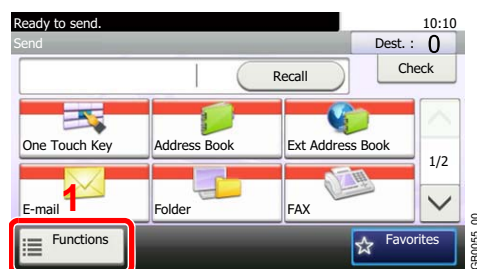 Ready to send.
10:10
Send
Dest. : 0
Recall
Check
One Touch Key
Address Book
Ext Address Book
1/2
1
E-mail
Folder
FAX
Functions
Favorites
GB0055_00